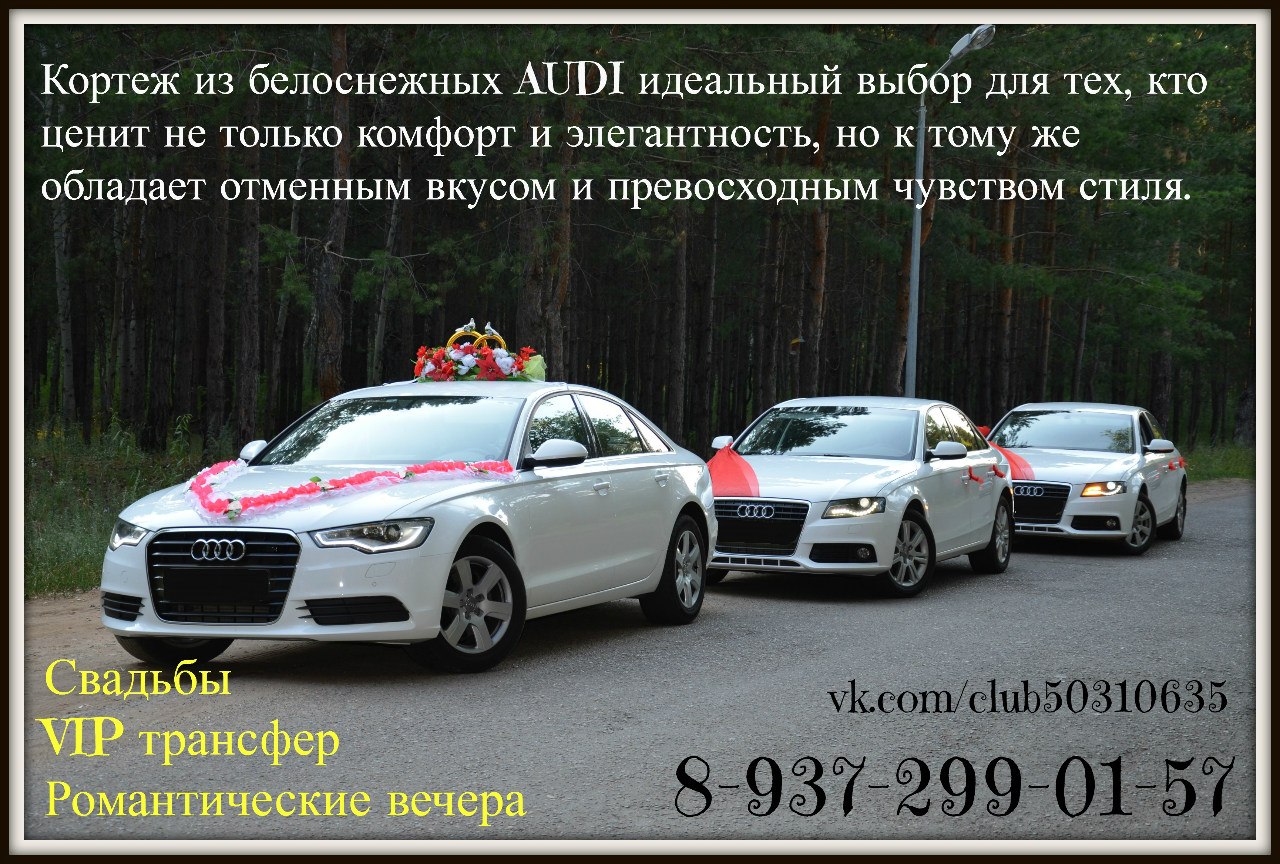 Кортеж из белоснежных AUDI идеальный выбор для тех, кто
ценит не только комфорт и элегантность, но к тому же
обладает отменным вкусом и превосходным чувством стиля.
Свадьбы
VIP трансфер
Романтические вечера
vk.com/club50310635
8-937-299-01-57